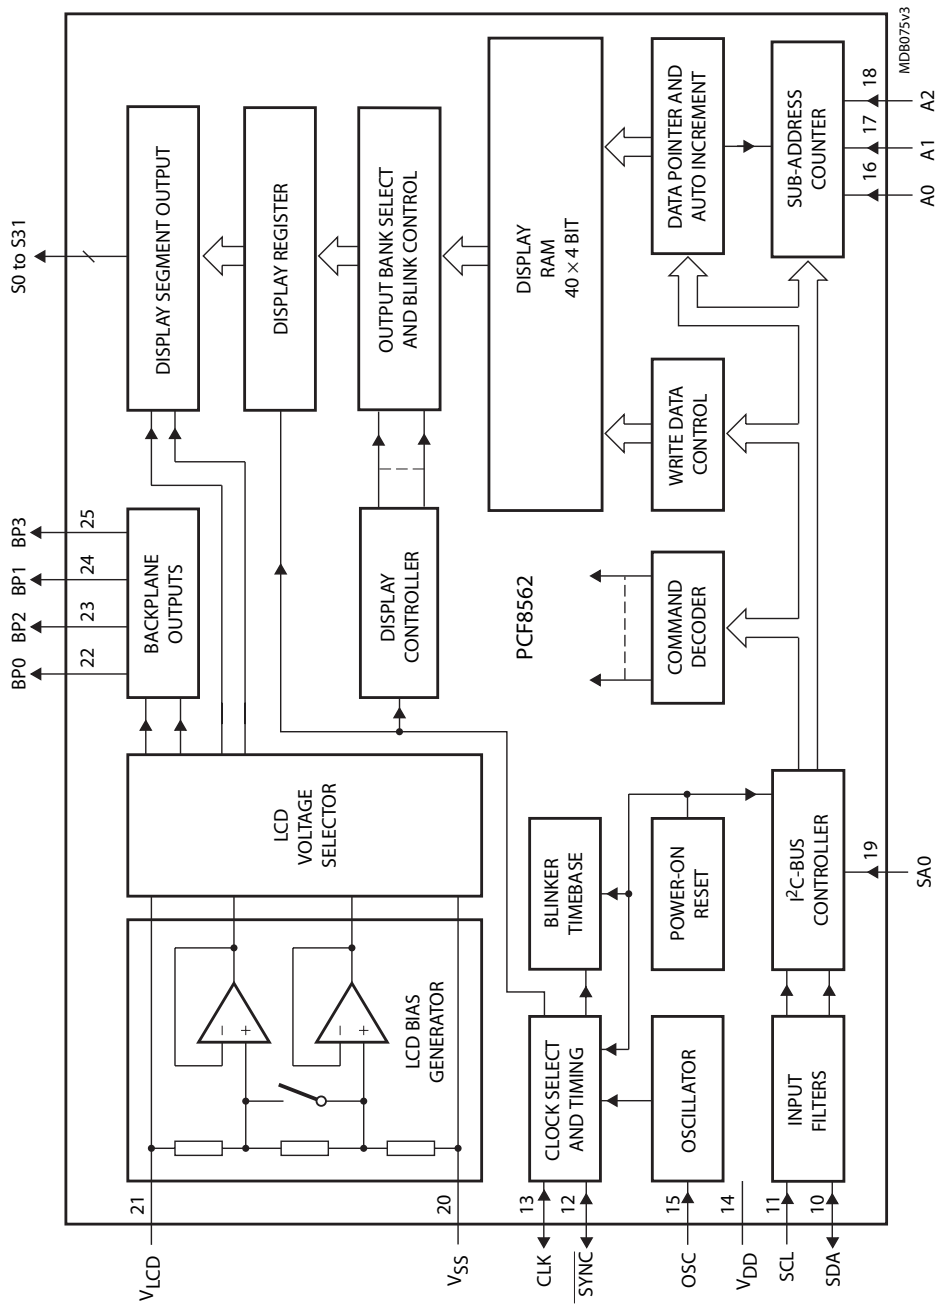 BP0
BP2
BP1
BP3
S0 to S31
22
23
24
25
BACKPLANE
OUTPUTS
DISPLAY SEGMENT OUTPUT
V_LCD
21
LCD
VOLTAGE
SELECTOR
DISPLAY REGISTER
−
+
−
+
LCD BIAS
GENERATOR
DISPLAY
CONTROLLER
OUTPUT BANK SELECT
AND BLINK CONTROL
V_SS
20
CLK
13
CLOCK SELECT
AND TIMING
BLINKER
TIMEBASE
PCF8562
DISPLAY
RAM
40 × 4 BIT
S̅Y̅N̅C̅
12
OSC
15
OSCILLATOR
POWER-ON
RESET
COMMAND
DECODER
WRITE DATA
CONTROL
DATA POINTER AND
AUTO INCREMENT
V_DD
14
SCL
11
INPUT
FILTERS
I²C-BUS
CONTROLLER
SUB-ADDRESS
COUNTER
SDA
10
19
16
17
18
SA0
A0
A1
A2
MDB075v3